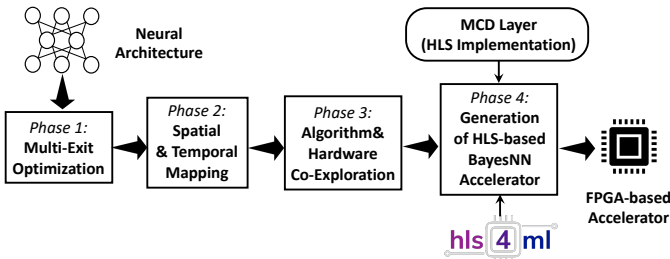 Neural
Architecture
MCD Layer
(HLS Implementation)
Phase 1:
Multi-Exit
Optimization
Phase 2:
Spatial
& Temporal
Mapping
Phase 3:
Algorithm&
Hardware
Co-Exploration
Phase 4:
Generation
of HLS-based
BayesNN
Accelerator
FPGA-based
Accelerator
hls 4 ml